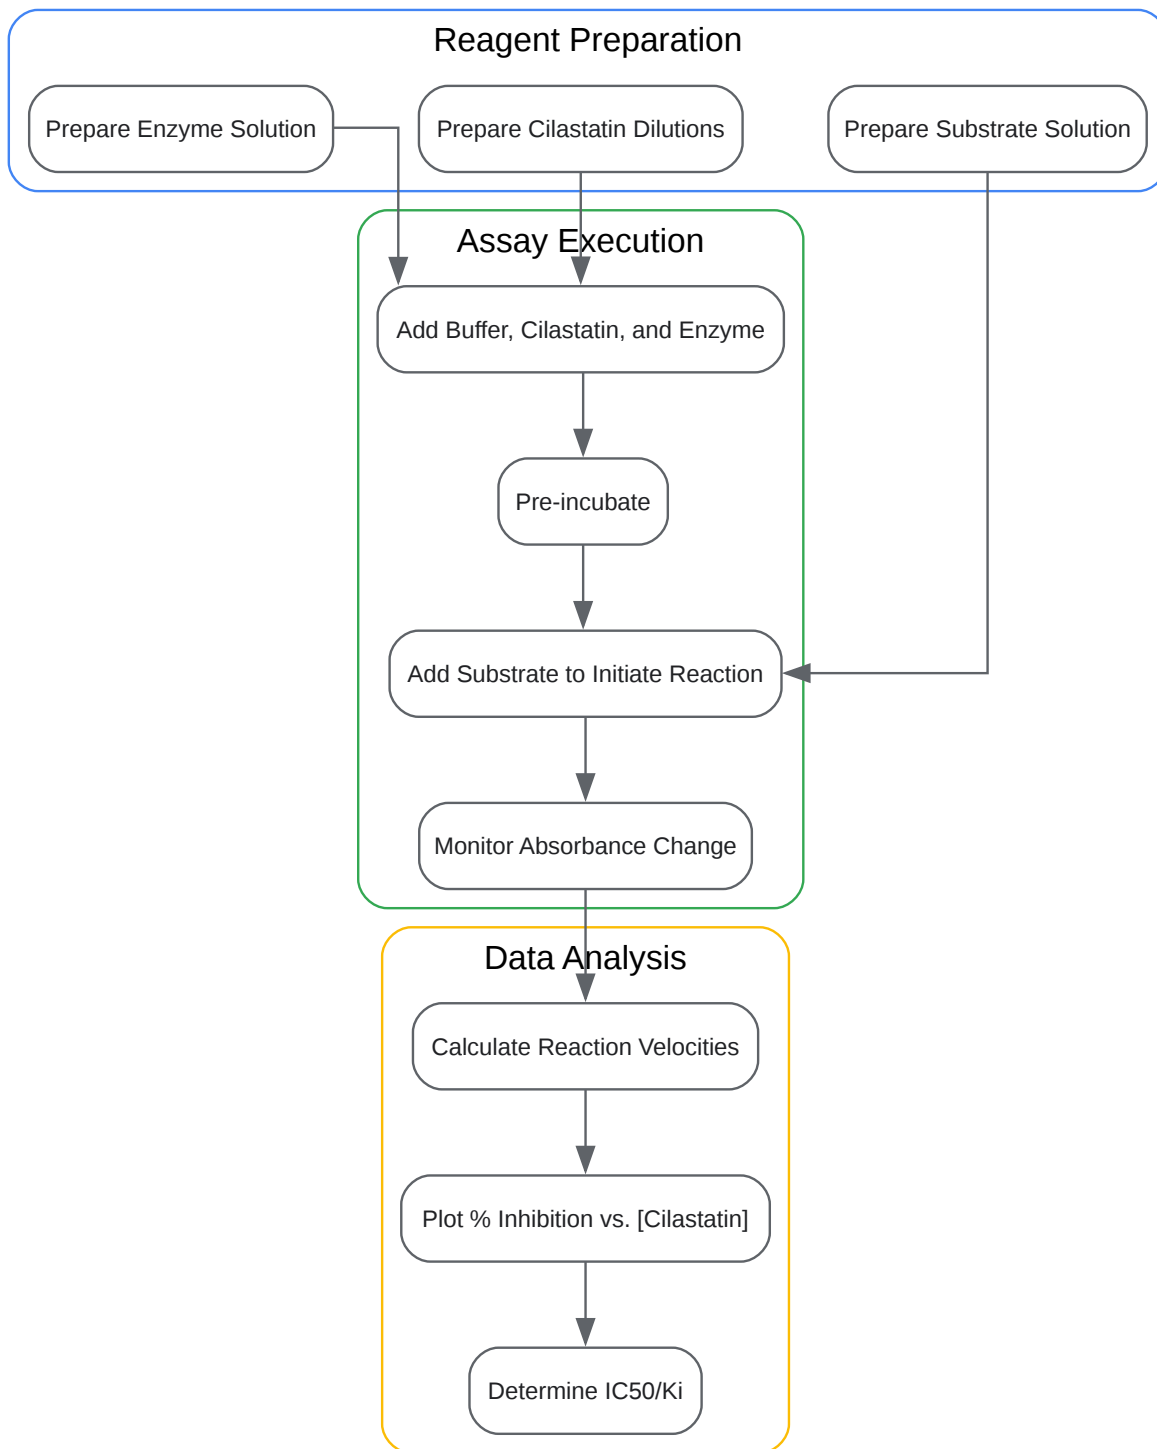 Reagent Preparation
Prepare Enzyme Solution
Prepare Cilastatin Dilutions
Prepare Substrate Solution
Assay Execution
Add Buffer, Cilastatin, and Enzyme
Pre-incubate
Add Substrate to Initiate Reaction
Monitor Absorbance Change
Data Analysis
Calculate Reaction Velocities
Plot % Inhibition vs. [Cilastatin]
Determine IC50/Ki